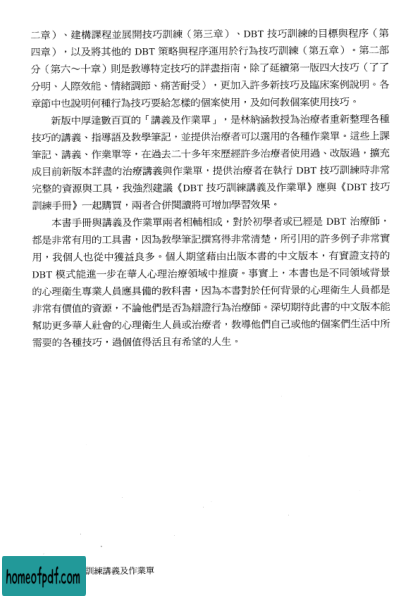 二章）、建構課程並展開技巧訓練（第三章）、DBT 技巧訓練的目標與程序（第
四章），以及將其他的 DBT 策略與程序運用於行為技巧訓練（第五章）。第二部
分（第六～十章）則是教導特定技巧的詳盡指南，除了延續第一版四大技巧（了了
分明、人際效能、情緒調節、痛苦耐受），更加入許多新技巧及臨床案例說明。各
章節中也說明何種行為技巧要給怎樣的個案使用，及如何教個案使用技巧。
新版中厚達數百頁的「講義及作業單」，是林納涵教授為治療者重新整理各種
技巧的講義、指導語及教學筆記，並提供治療者可以選用的各種作業單。這些上課
筆記、講義、作業單等，在過去二十多年來歷經許多治療者使用過、改版過，擴充
成目前新版本詳盡的治療講義與作業單，提供治療者在執行 DBT 技巧訓練時非常
完整的資源與工具，我強烈建議《DBT 技巧訓練講義及作業單》應與《DBT 技巧
訓練手冊》一起購買，兩者合併閱讀將可增加學習效果。
本書手冊與講義及作業單兩者相輔相成，對於初學者或已經是 DBT 治療師，
都是非常有用的工具書，因為教學筆記撰寫得非常清楚，所引用的許多例子非常實
用，我個人也從中獲益良多。個人期望藉由出版本書的中文版本，有實證支持的
DBT 模式能進一步在華人心理治療領域中推廣。事實上，本書也是不同領域背景
的心理衛生專業人員應具備的教科書，因為本書對於任何背景的心理衛生人員都是
非常有價值的資源，不論他們是否為辯證行為治療師。深切期待此書的中文版本能
幫助更多華人社會的心理衛生人員或治療者，教導他們自己或他的個案們生活中所
需要的各種技巧，過個值得活且有希望的人生。
訓練講義及作業單
homeofpdf.com